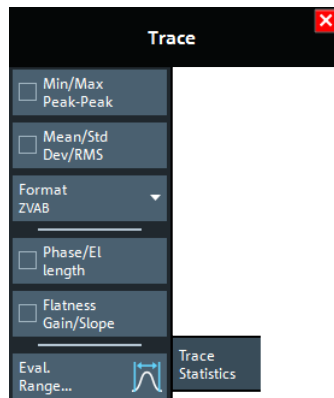 Trace
Min/Max
Peak-Peak
Mean/Std
Dev/RMS
Format
ZVAB
Phase/El
length
Flatness
Gain/Slope
Eval.
Range...
Trace
Statistics